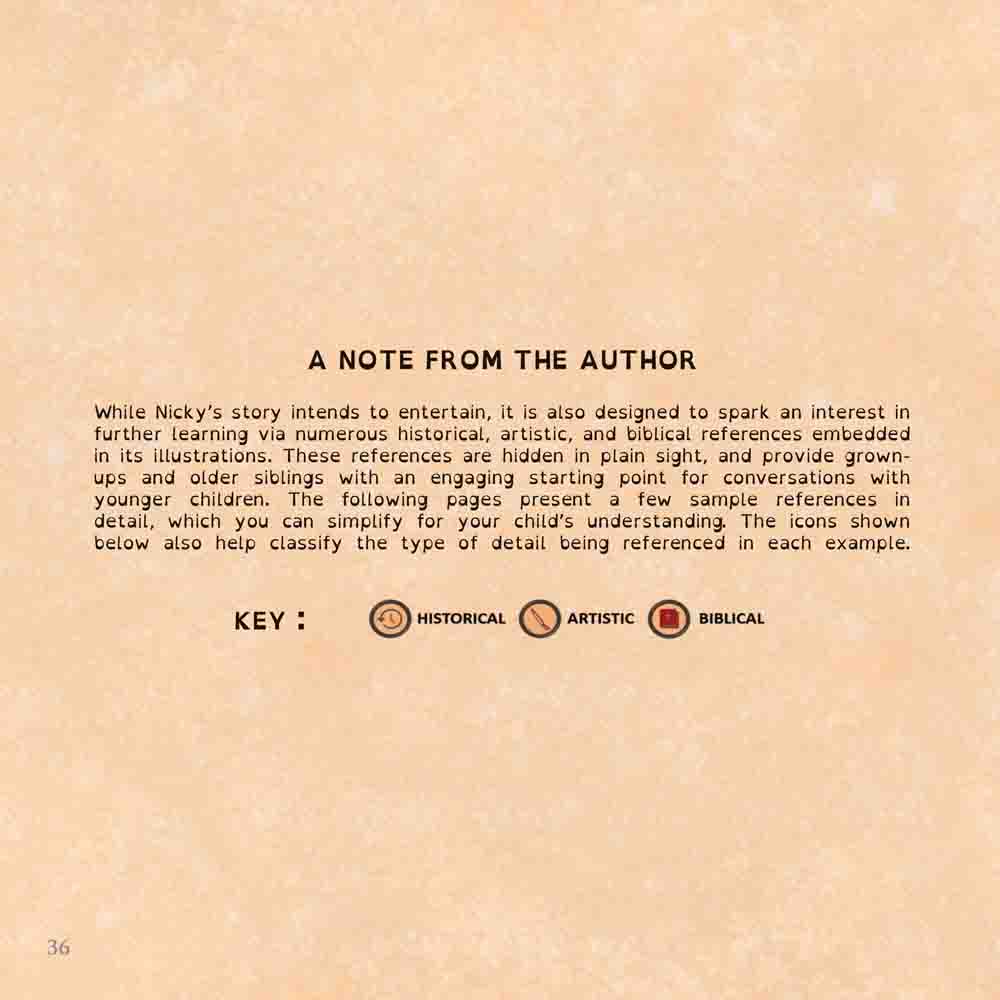 A NOTE FROM THE AUTHOR
While Nicky's story intends to entertain, it is also designed to spark an interest in
further learning via numerous historical, artistic, and biblical references embedded
in its illustrations. These references are hidden in plain sight, and provide grown-
ups and older siblings with an engaging starting point for conversations with
younger children. The following pages present a few sample references in
detail, which you can simplify for your child's understanding. The icons shown
below also help classify the type of detail being referenced in each example.
KEY : HISTORICAL ARTISTIC BIBLICAL
36